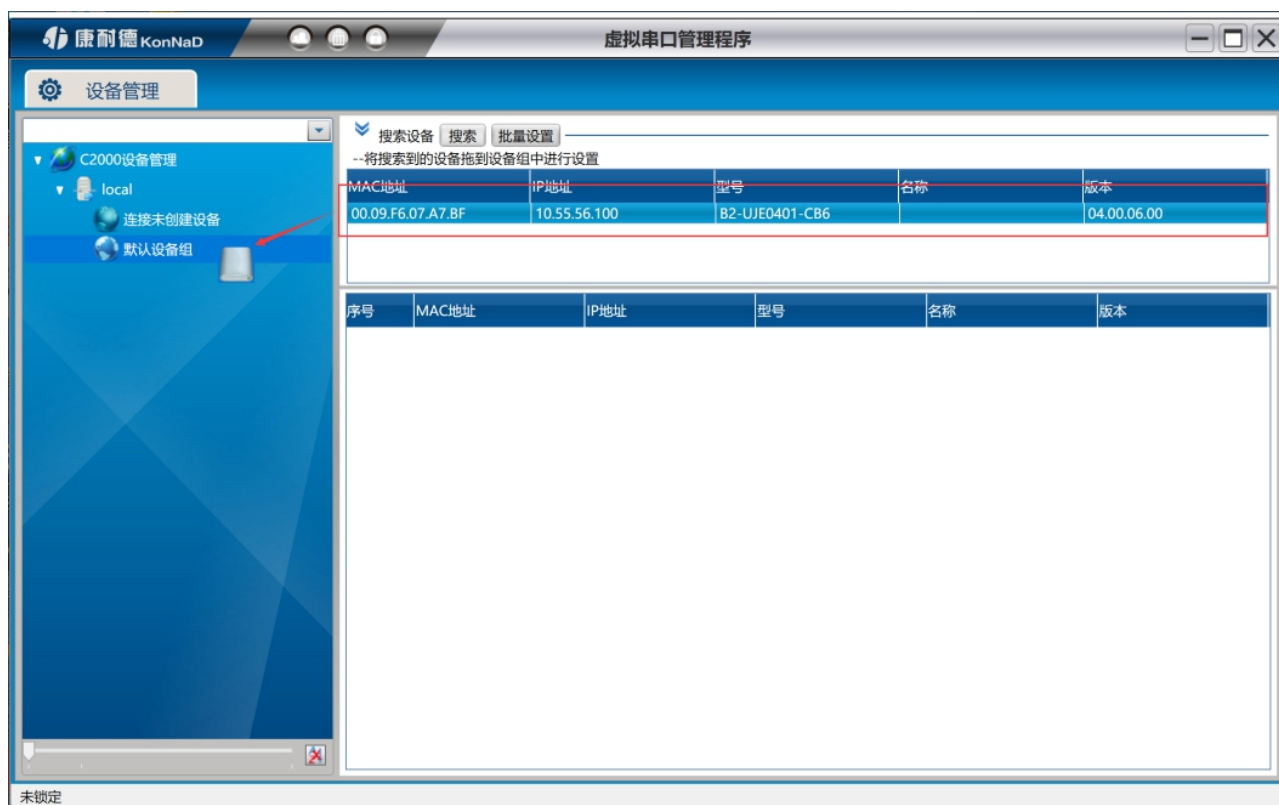 康耐德 KonNaD
虚拟串口管理程序
设备管理
搜索设备 搜索 批量设置
--将搜索到的设备拖到设备组中进行设置
C2000设备管理
local
连接未创建设备
默认设备组
MAC地址 IP地址 型号 名称 版本
00.09.F6.07.A7.BF 10.55.56.100 B2-UJE0401-CB6 04.00.06.00
序号 MAC地址 IP地址 型号 名称 版本
未锁定